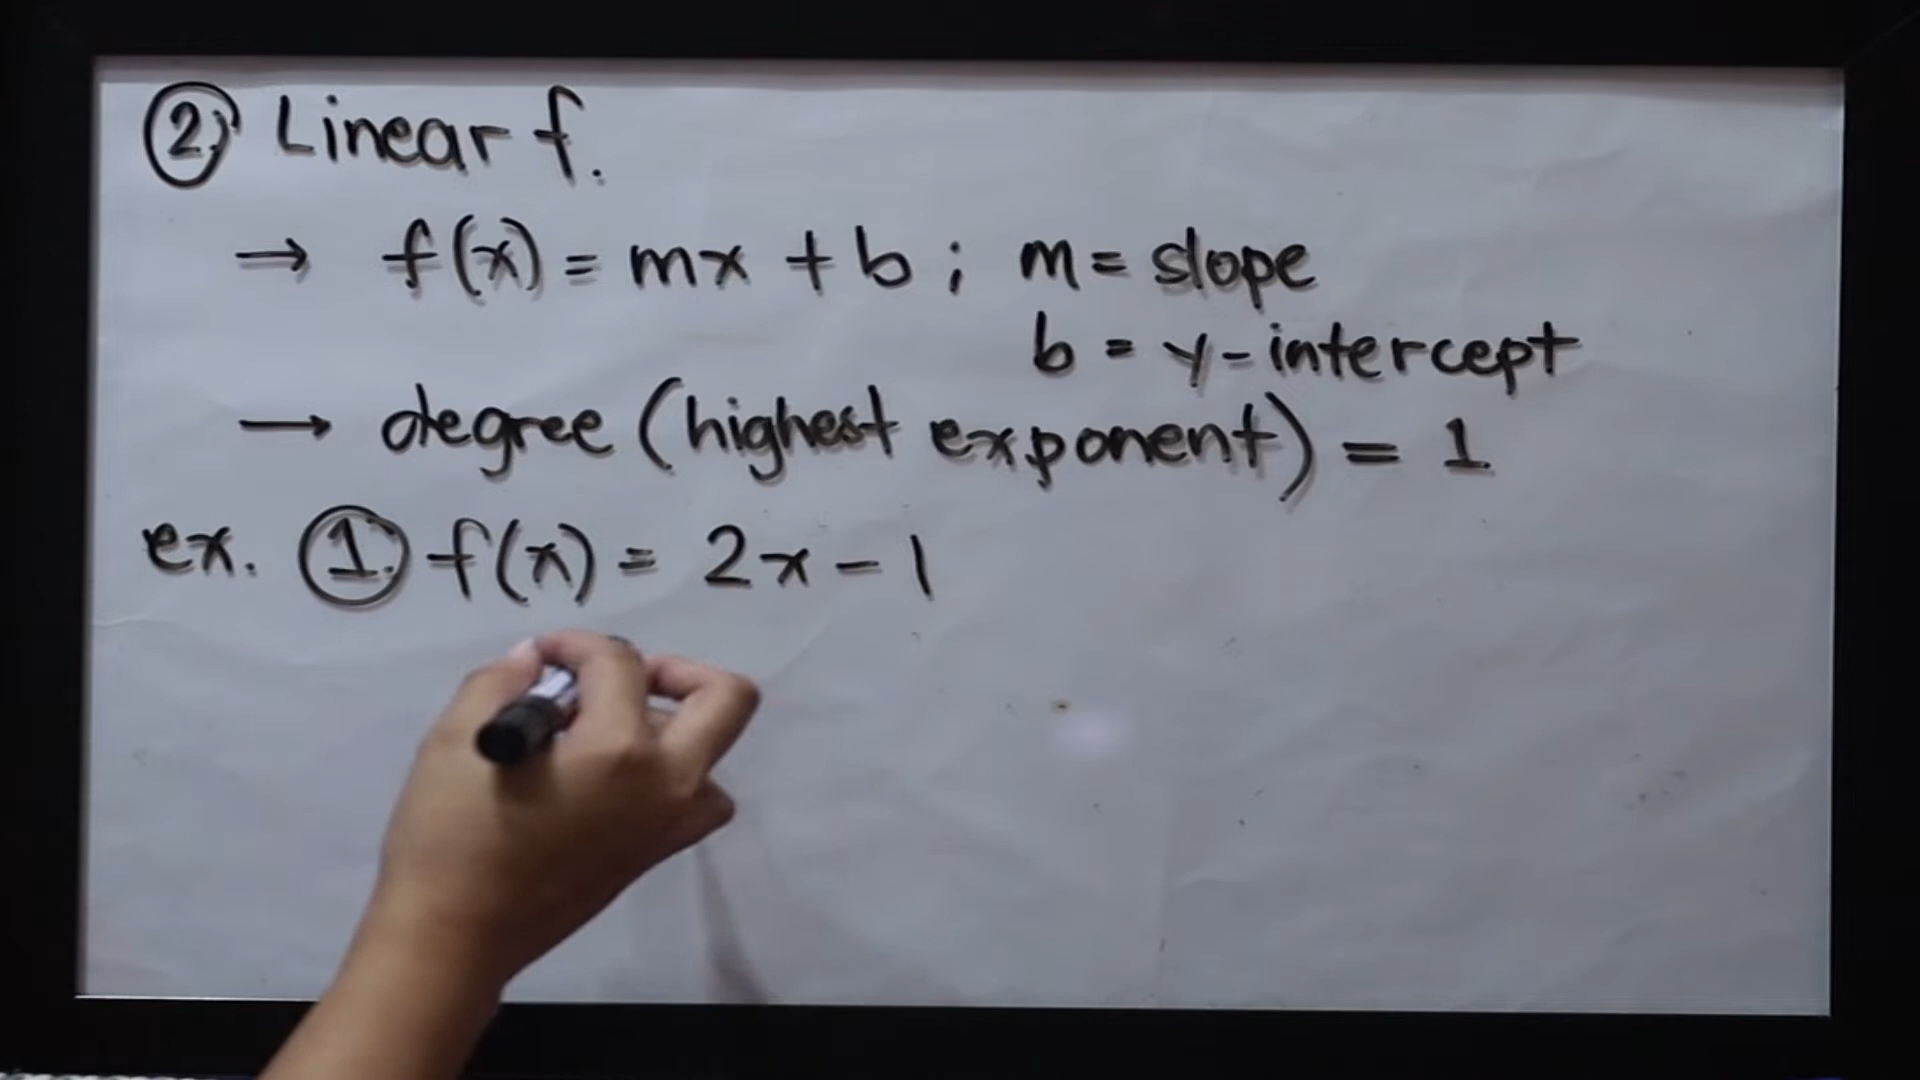 2. Linear f.
→ f(x) = mx + b ; m = slope
b = y-intercept
→ degree (highest exponent) = 1
ex. 1. f(x) = 2x - 1